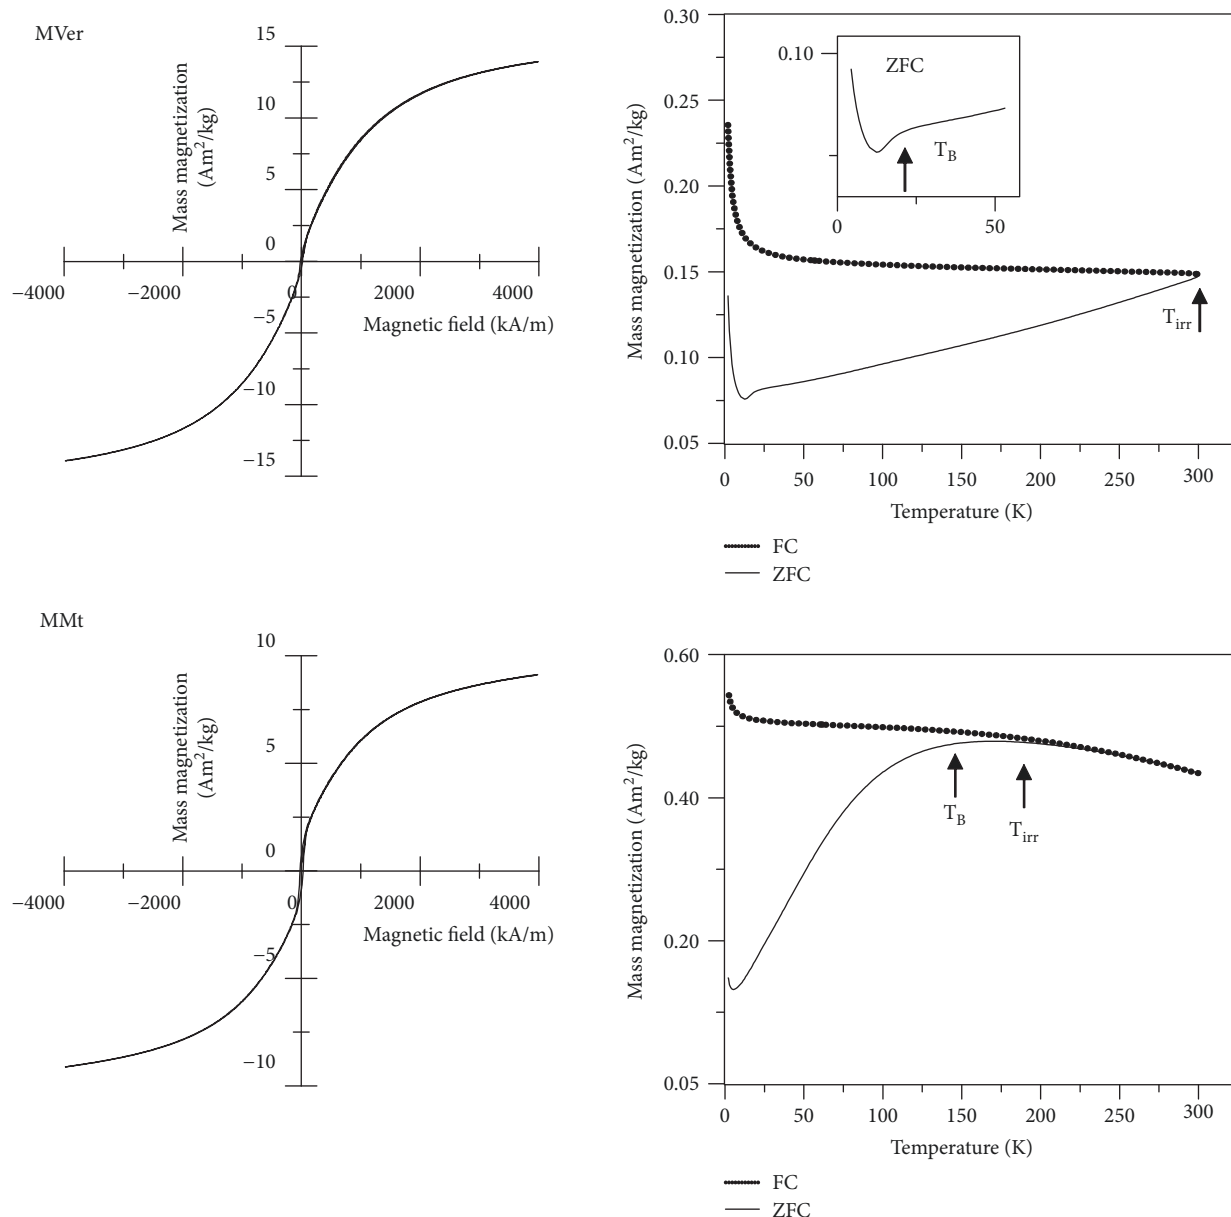 MVer
Mass magnetization
(Am²/kg)
15
10
5
0
−5
−10
−15
−4000
−2000
0
2000
4000
Magnetic field (kA/m)
Mass magnetization (Am²/kg)
0.30
0.25
0.20
0.15
0.10
0.05
0.10
ZFC
T_B
0
50
T_irr
0
50
100
150
200
250
300
Temperature (K)
FC
ZFC
MMt
Mass magnetization
(Am²/kg)
10
5
0
−5
−10
−4000
−2000
0
2000
4000
Magnetic field (kA/m)
Mass magnetization (Am²/kg)
0.60
0.40
0.20
0.05
T_B
T_irr
0
50
100
150
200
250
300
Temperature (K)
FC
ZFC